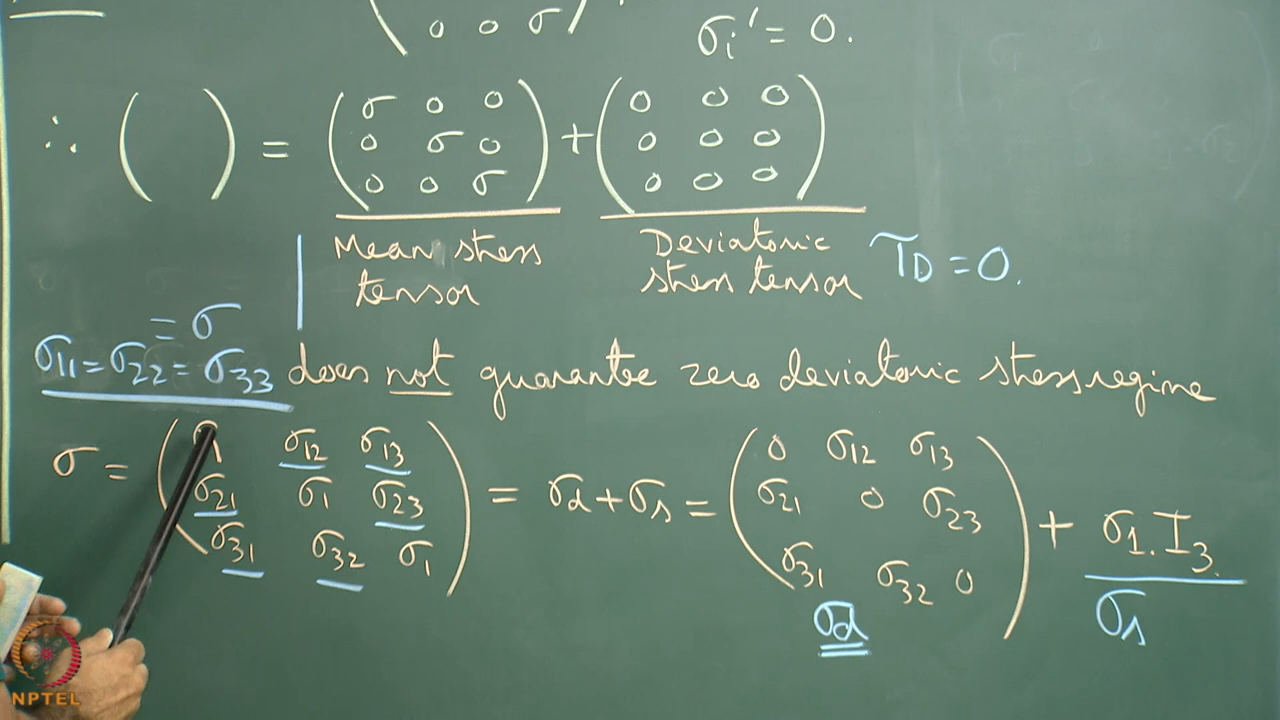 0 0 σ
σi' = 0.
∴ ( ) = (σ 0 0
0 σ 0
0 0 σ) + (0 0 0
0 0 0
0 0 0)
Mean stress tensor
Deviatoric stress tensor
τD = 0.
= σ
σ11 = σ22 = σ33 does not guarantee zero deviatoric stress regime
σ = (σ1 σ12 σ13
σ21 σ1 σ23
σ31 σ32 σ1) = σd + σs = (0 σ12 σ13
σ21 0 σ23
σ31 σ32 0) + σ1. I3.
σd
σs
NPTEL